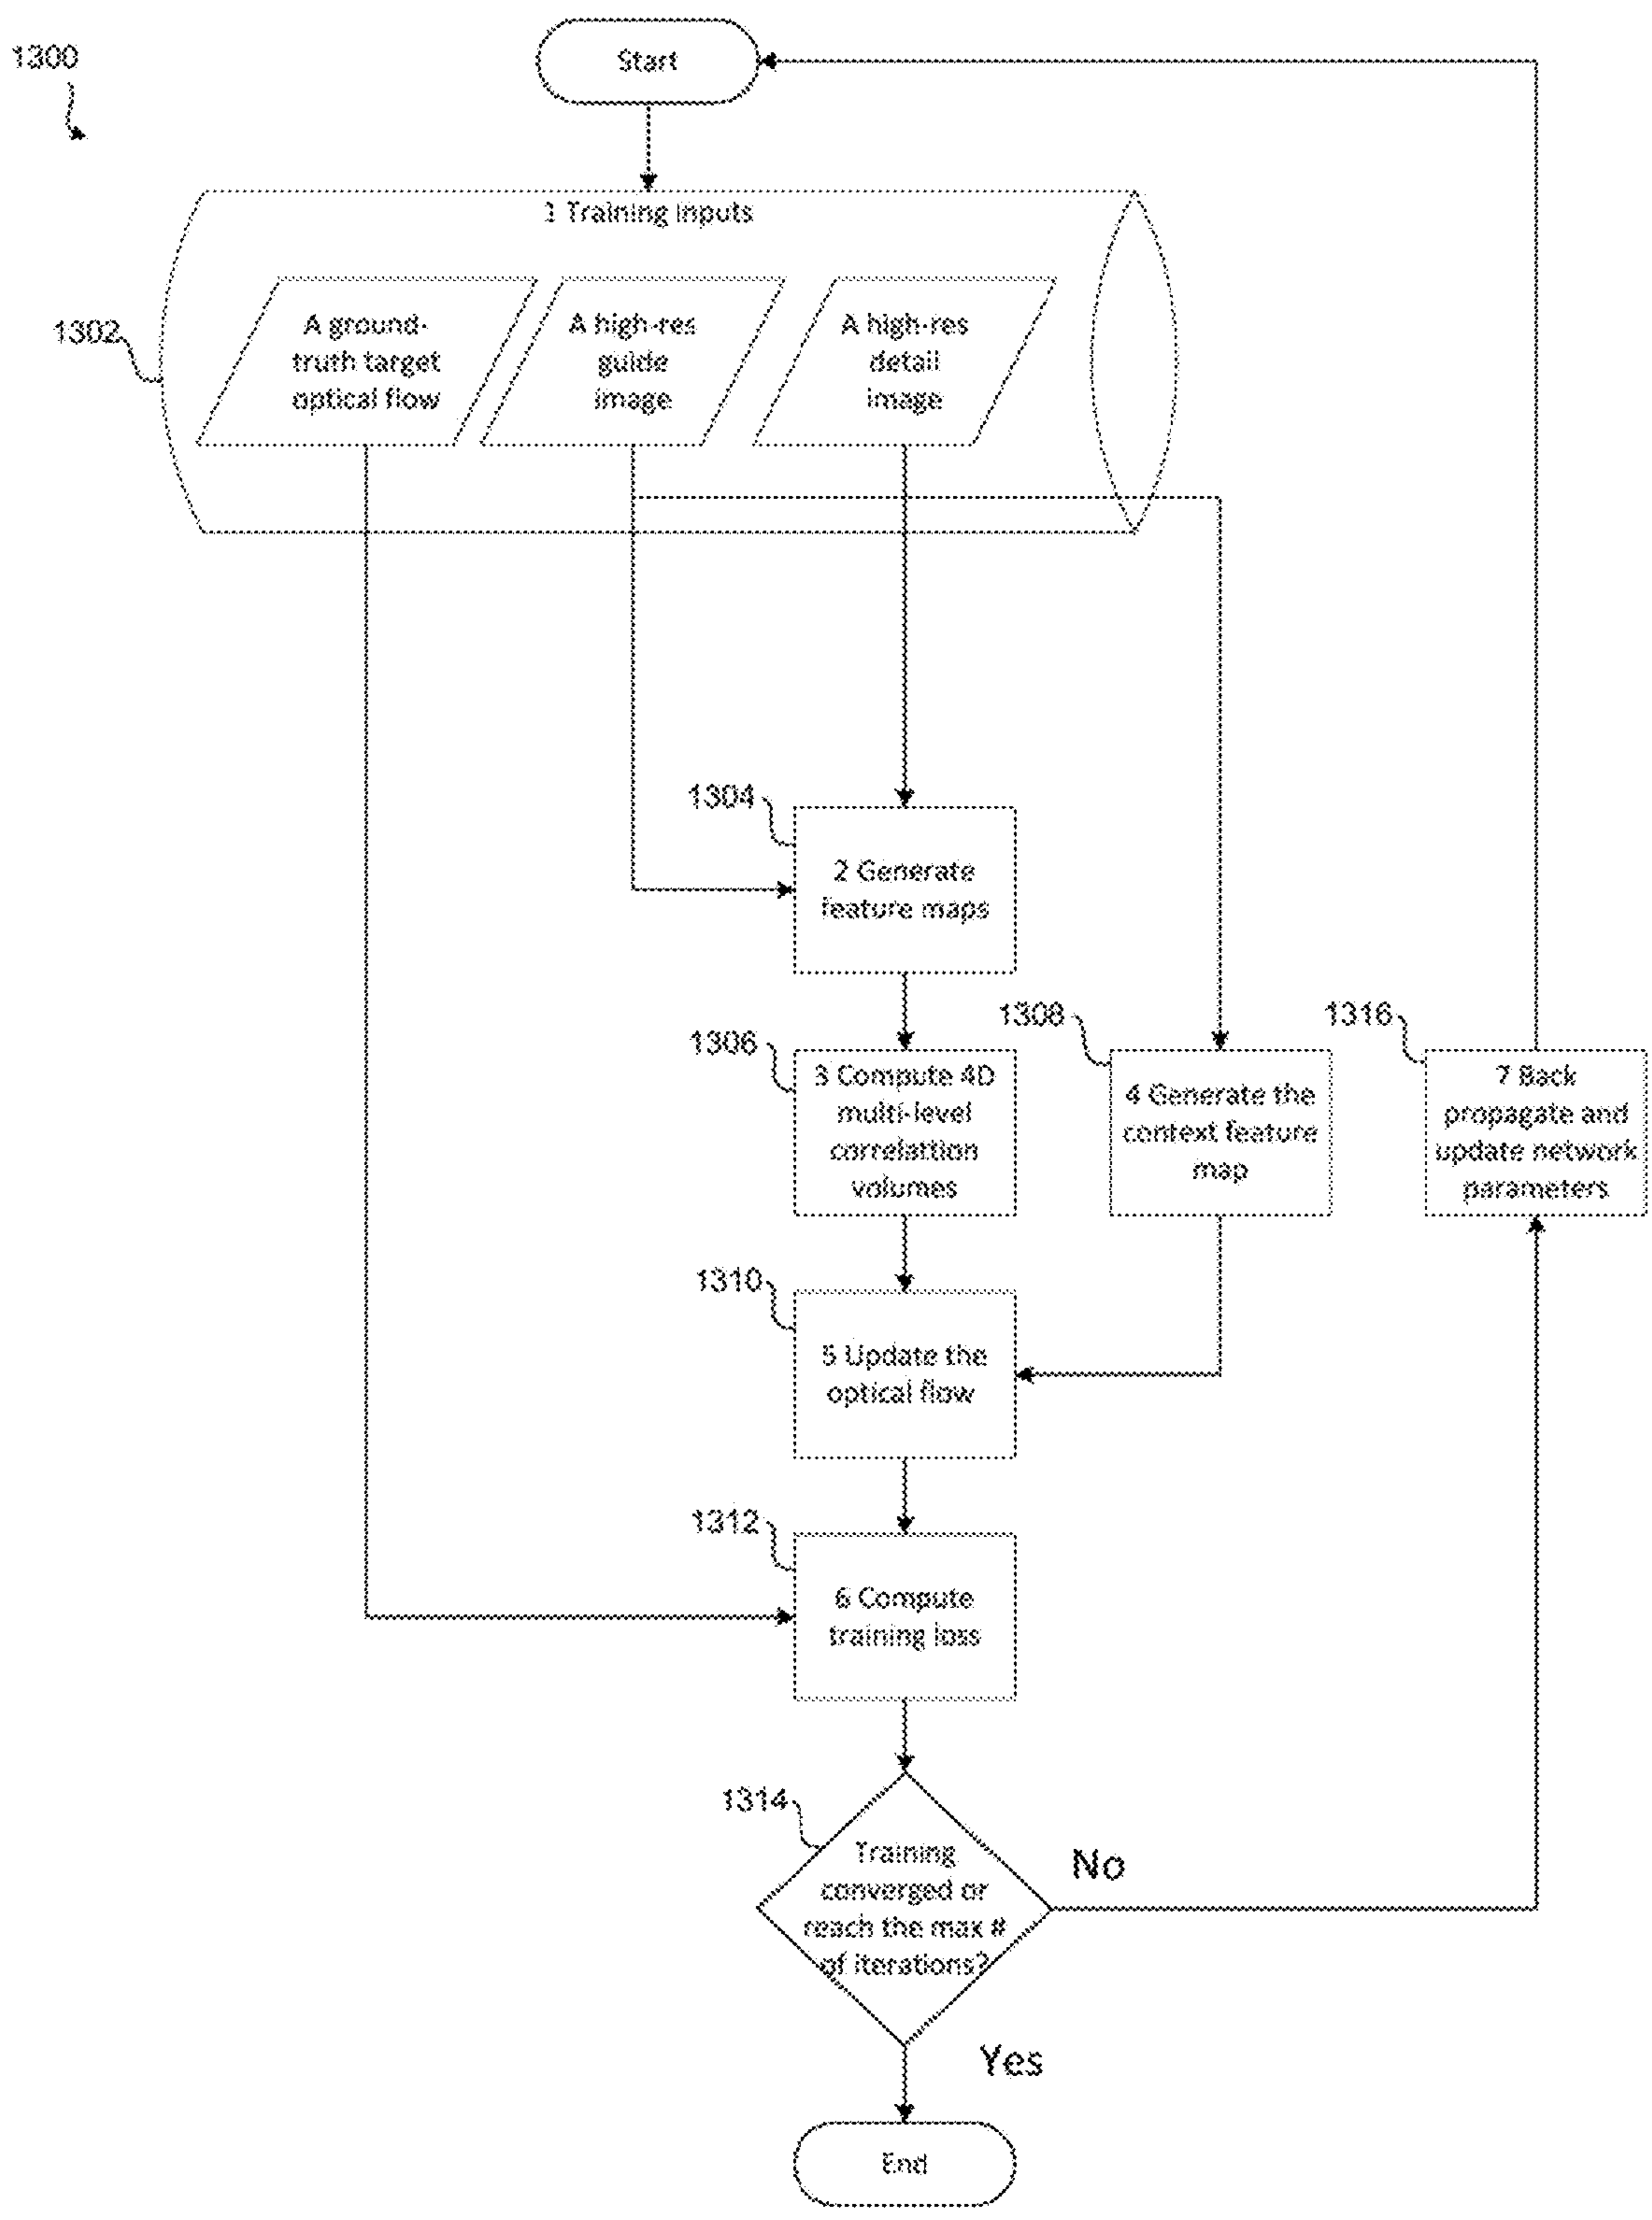 1300
Start
1 Training inputs
1302
A ground-
truth target
optical flow
A high-res
guide
image
A high-res
detail
image
1304
2 Generate
feature maps
1306
3 Compute 4D
multi-level
correlattion
volumes
1308
4 Generate the
context feature
map
1316
7 Back
propagate and
update network
parameters
1310
5 Update the
optical flow
1312
6 Compute
training loss
1314
Training
converged or
reach the max #
of iterations?
No
Yes
End